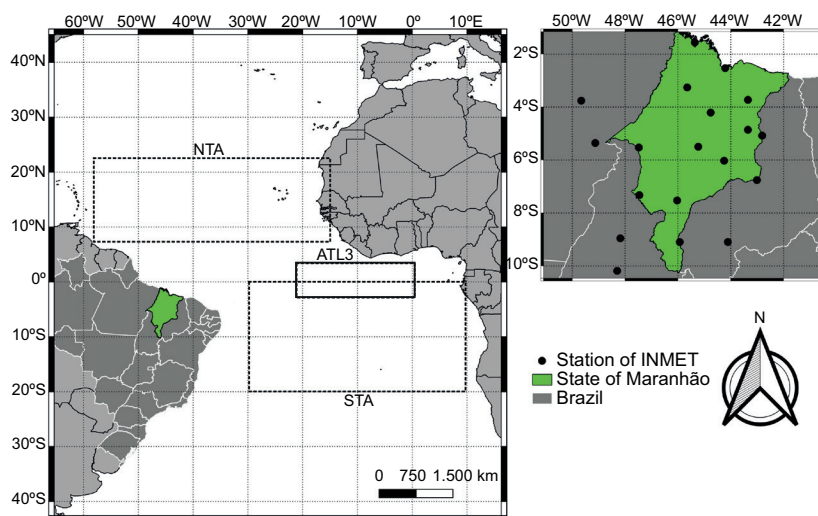 60ºW 50ºW 40ºW 30ºW 20ºW 10ºW 0º 10ºE
40ºN
30ºN
20ºN
10ºN
0º
10ºS
20ºS
30ºS
40ºS
NTA
ATL3
STA
0 750 1.500 km
50ºW 48ºW 46ºW 45ºW 43ºW 42ºW
2ºS
4ºS
6ºS
8ºS
10ºS
Station of INMET
State of Maranhão
Brazil
N